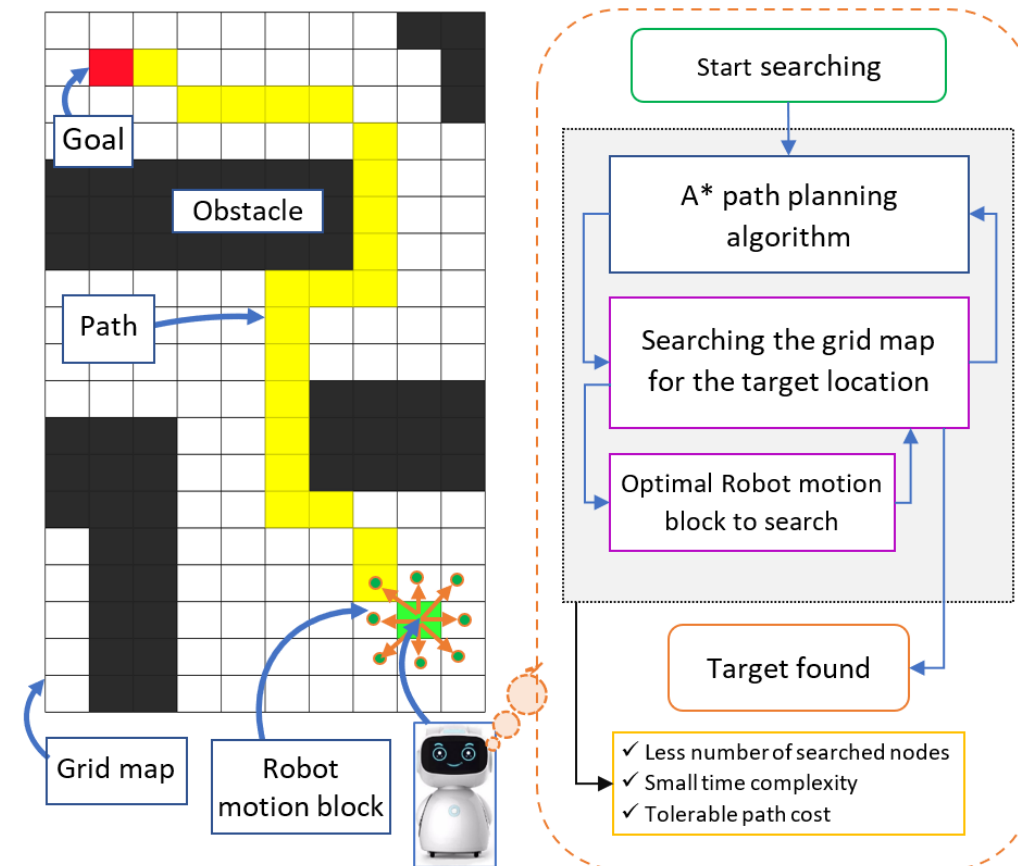 Goal
Obstacle
Path
Grid map
Robot
motion block
Start searching
A* path planning
algorithm
Searching the grid map
for the target location
Optimal Robot motion
block to search
Target found
✓ Less number of searched nodes
✓ Small time complexity
✓ Tolerable path cost